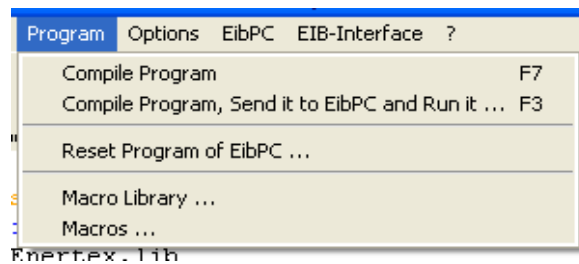 Program Options EibPC EIB-Interface ?
Compile Program F7
Compile Program, Send it to EibPC and Run it ... F3
Reset Program of EibPC ...
Macro Library ...
Macros ...
Enertex.lib